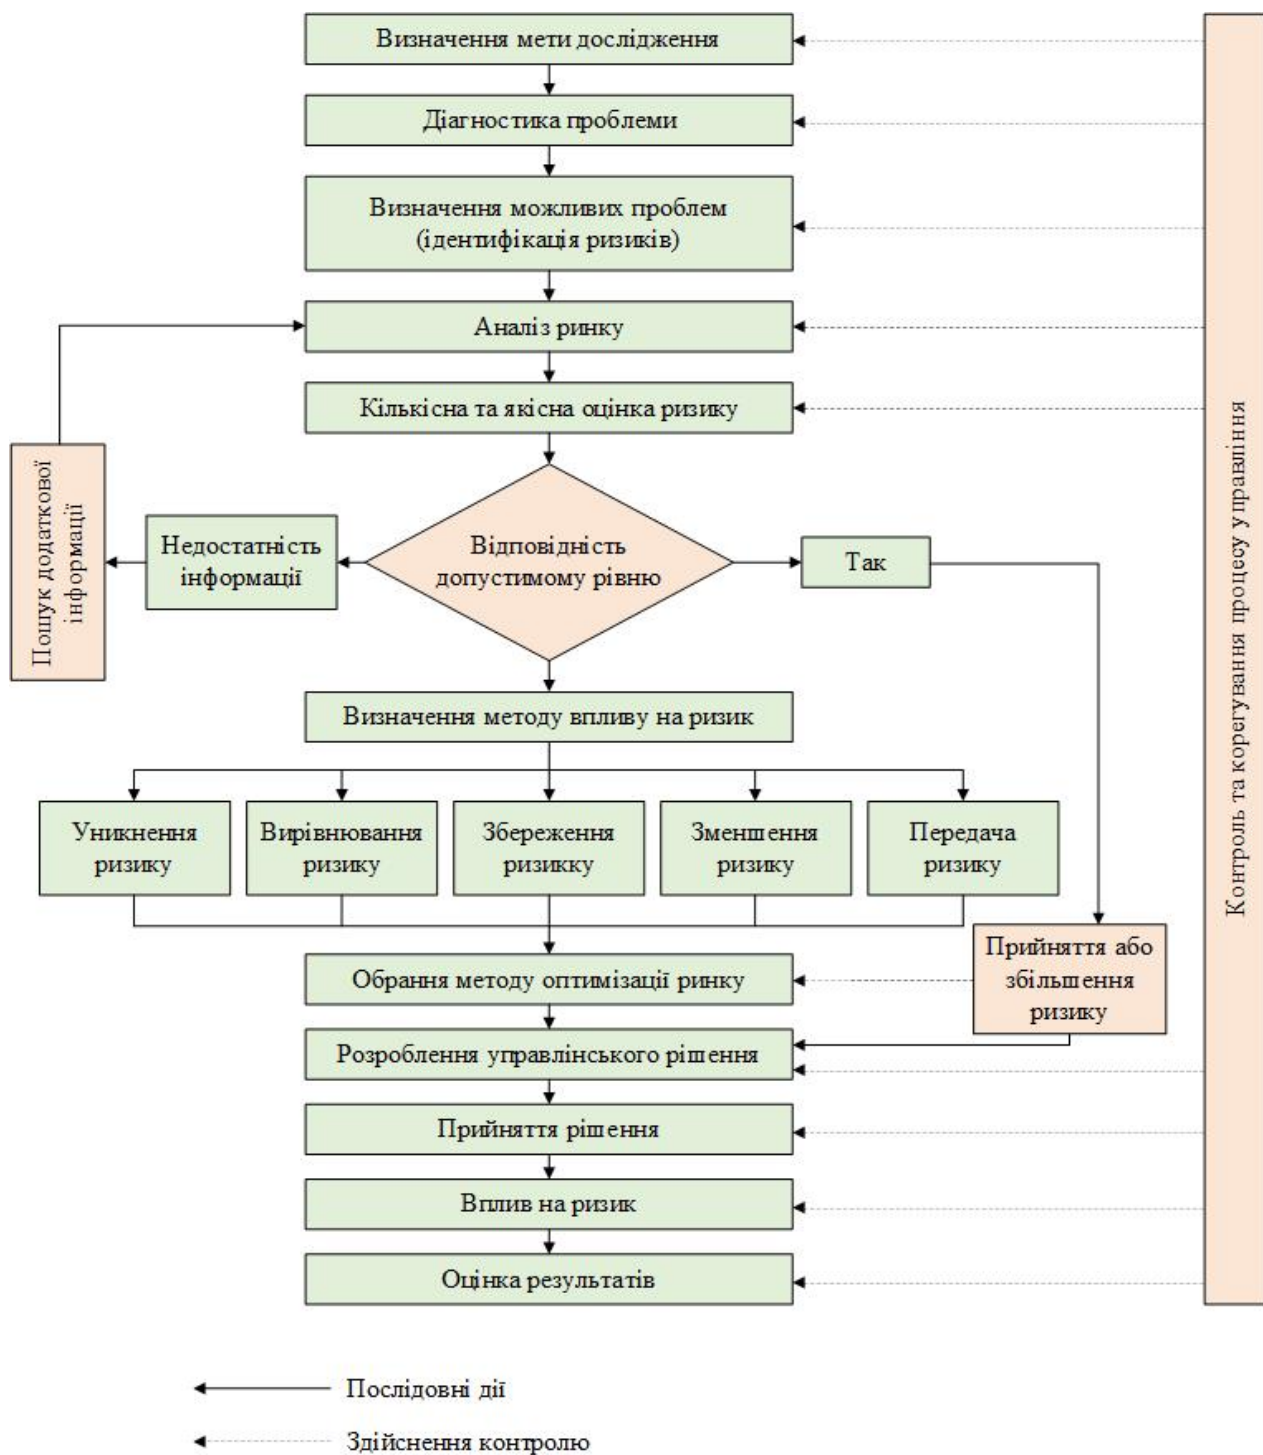 Визначення мети дослідження
Діагностика проблеми
Визначення можливих проблем
(ідентифікація ризиків)
Аналіз ринку
Кількісна та якісна оцінка ризику
Пошук додаткової
інформації
Недостатність
інформації
Відповідність
допустимому рівню
Так
Визначення методу впливу на ризик
Уникнення
ризику
Вирівнювання
ризику
Збереження
ризикку
Зменшення
ризику
Передача
ризику
Прийняття або
збільшення
ризику
Обрання методу оптимізації ринку
Розроблення управлінського рішення
Прийняття рішення
Вплив на ризик
Оцінка результатів
Контроль та корегування процесу управління
Послідовні дії
Здійснення контролю